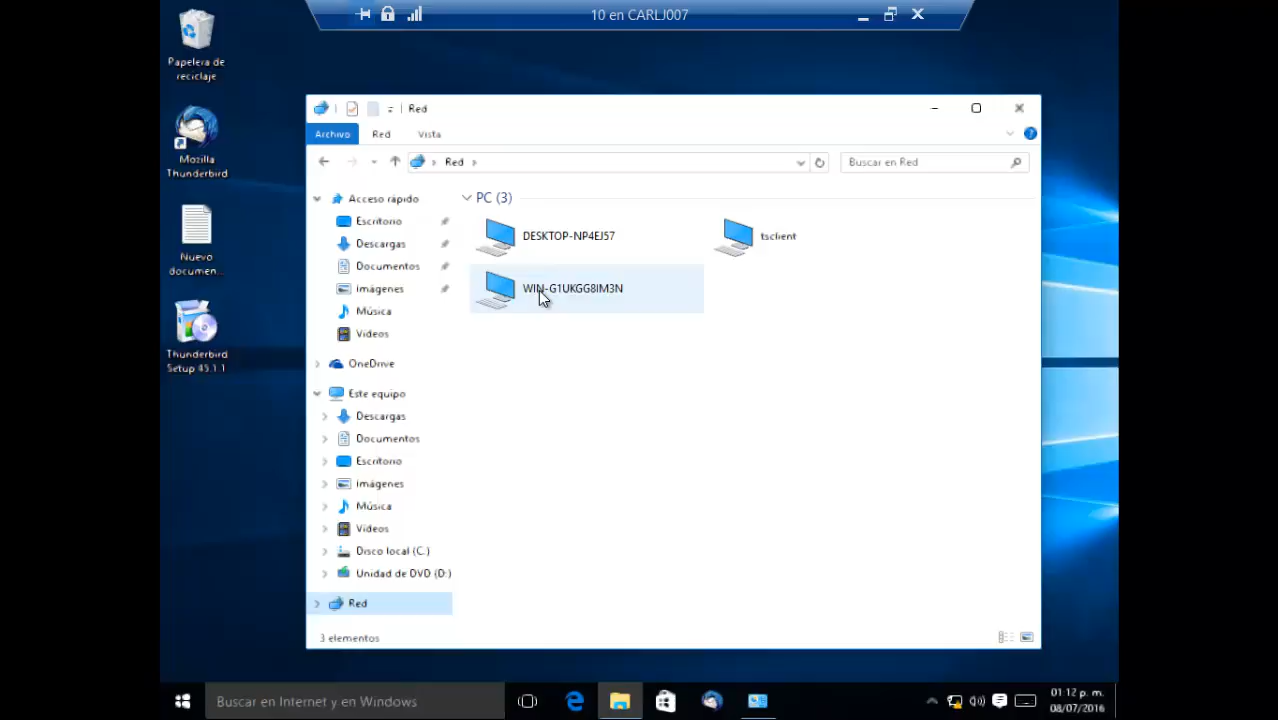 10 en CARLJ007
Papelera de
reciclaje
Mozilla
Thunderbird
Nuevo
documen...
Thunderbird
Setup 45.1.1
Red
Archivo
Red
Vista
Red
Buscar en Red
Acceso rápido
Escritorio
Descargas
Documentos
Imágenes
Música
Vídeos
OneDrive
Este equipo
Descargas
Documentos
Escritorio
Imágenes
Música
Vídeos
Disco local (C:)
Unidad de DVD (D:)
Red
PC (3)
DESKTOP-NP4EJ57
tsclient
WIN-G1UKGG8IM3N
3 elementos
Buscar en Internet y en Windows
01:12 p. m.
08/07/2016